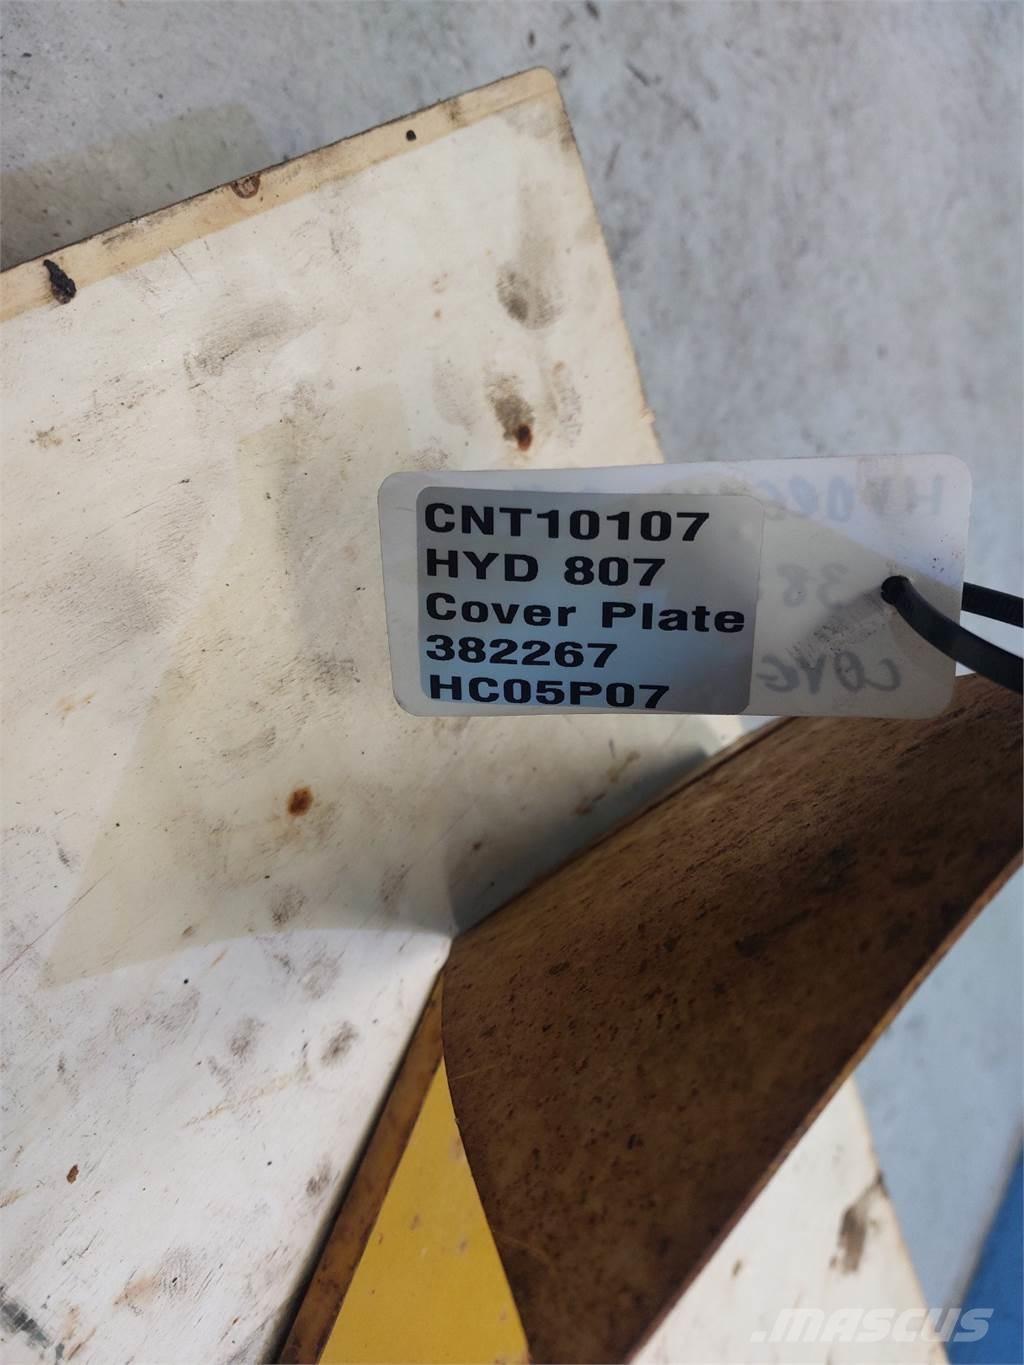 CNT10107
HYD 807
Cover Plate
382267
HC05P07
MASCUS